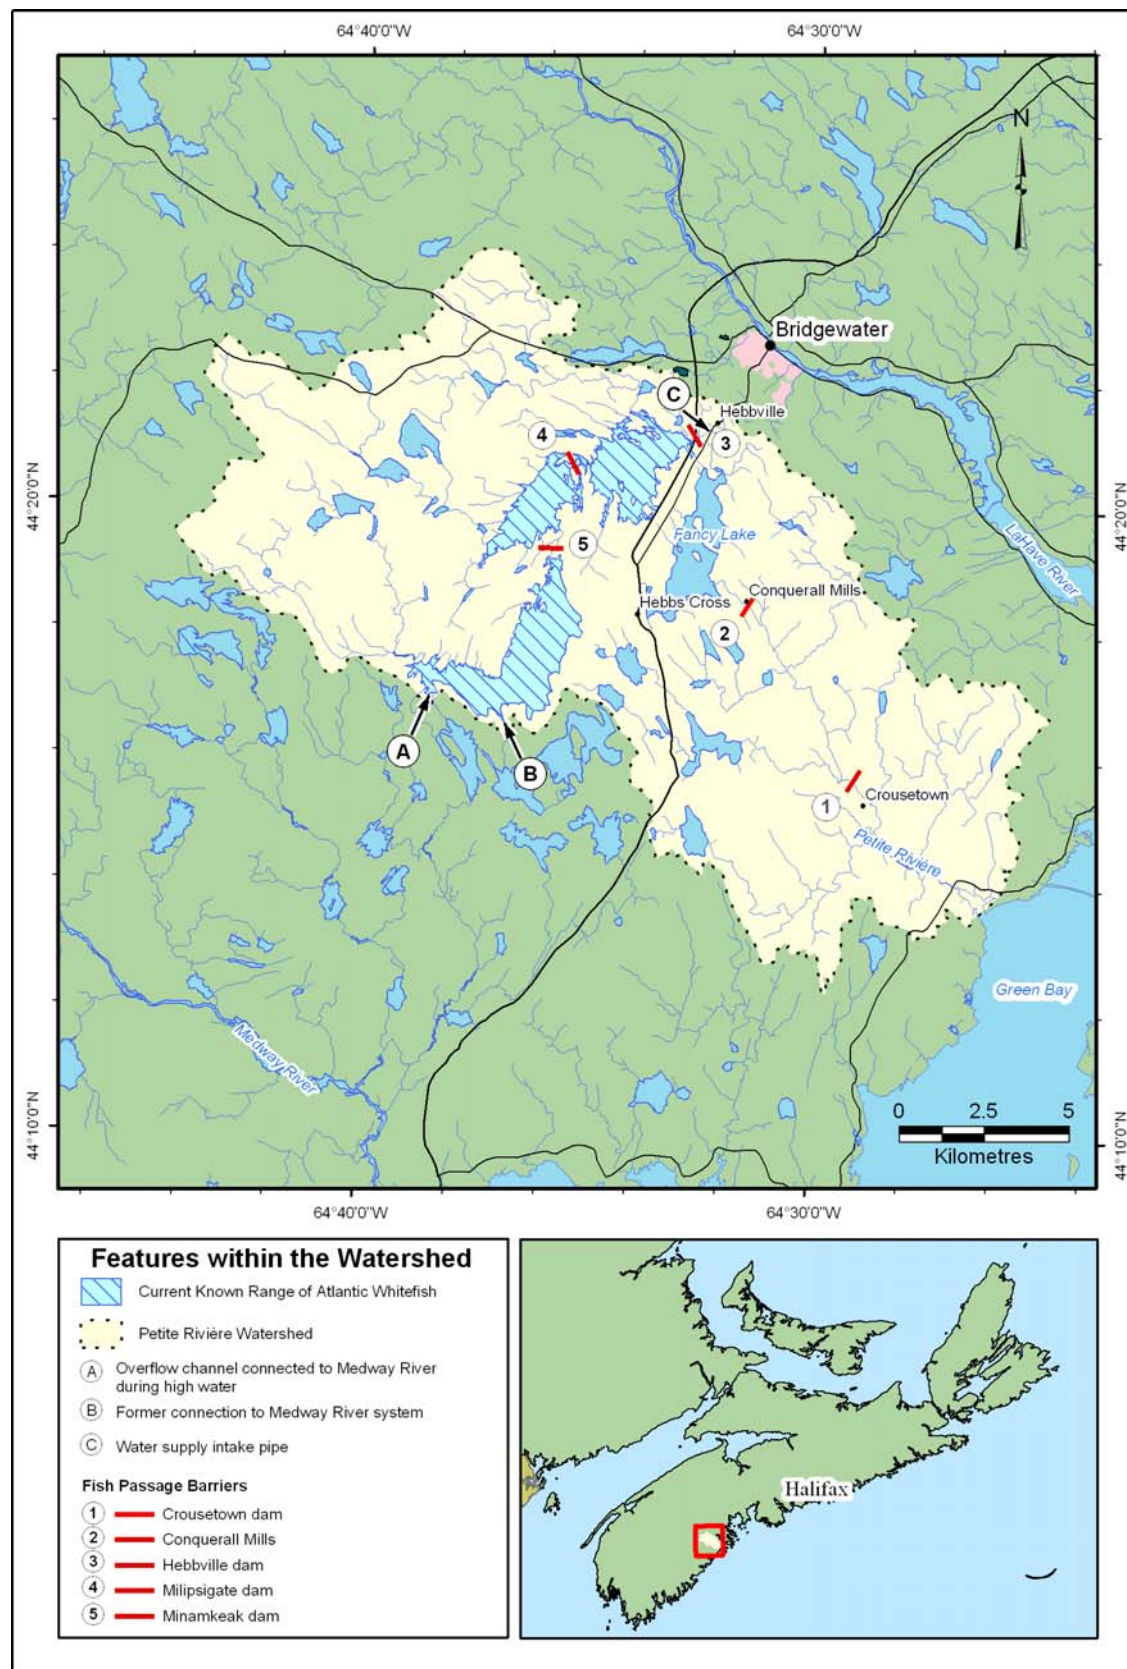 64°40'0"W
64°30'0"W
N
Bridgewater
C
Hebbville
4
3
44°20'0"N
44°20'0"N
Fancy Lake
5
LaHave River
Conquerall Mills
Hebbs Cross
2
A
B
1
Crousetown
Petite Riviére
Green Bay
Medway River
0 2.5 5
Kilometres
44°10'0"N
44°10'0"N
64°40'0"W
64°30'0"W
Features within the Watershed
Current Known Range of Atlantic Whitefish
Petite Riviére Watershed
A Overflow channel connected to Medway River
during high water
B Former connection to Medway River system
C Water supply intake pipe
Fish Passage Barriers
1 Crousetown dam
2 Conquerall Mills
3 Hebbville dam
4 Milipsigate dam
5 Minamkeak dam
Halifax